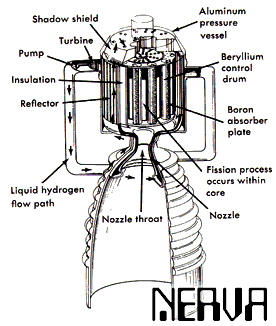 Shadow shield
Aluminum
pressure
vessel
Turbine
Pump
Beryllium
control
drum
Insulation
Reflector
Boron
absorber
plate
Liquid hydrogen
flow path
Fission process
occurs within
core
Nozzle throat
Nozzle
NERVA